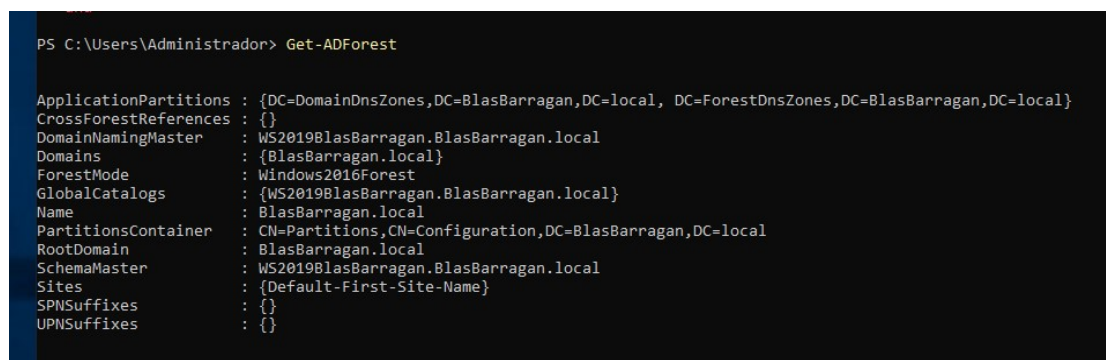 PS C:\Users\Administrador> Get-ADForest
ApplicationPartitions : {DC=DomainDnsZones,DC=BlasBarragan,DC=local, DC=ForestDnsZones,DC=BlasBarragan,DC=local}
CrossForestReferences : {}
DomainNamingMaster : WS2019BlasBarragan.BlasBarragan.local
Domains : {BlasBarragan.local}
ForestMode : Windows2016Forest
GlobalCatalogs : {WS2019BlasBarragan.BlasBarragan.local}
Name : BlasBarragan.local
PartitionsContainer : CN=Partitions,CN=Configuration,DC=BlasBarragan,DC=local
RootDomain : BlasBarragan.local
SchemaMaster : WS2019BlasBarragan.BlasBarragan.local
Sites : {Default-First-Site-Name}
SPNSuffixes : {}
UPNSuffixes : {}